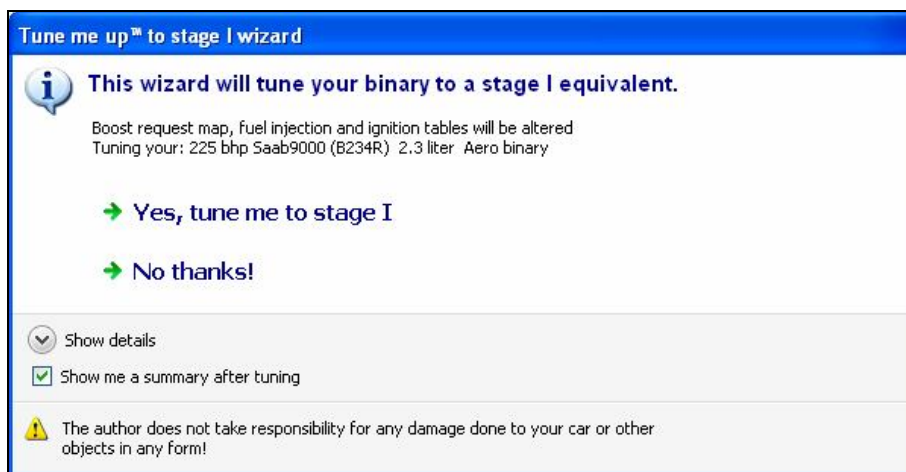 Tune me up™ to stage I wizard
This wizard will tune your binary to a stage I equivalent.
Boost request map, fuel injection and ignition tables will be altered
Tuning your: 225 bhp Saab9000 (B234R) 2.3 liter Aero binary
Yes, tune me to stage I
No thanks!
Show details
Show me a summary after tuning
The author does not take responsibility for any damage done to your car or other
objects in any form!